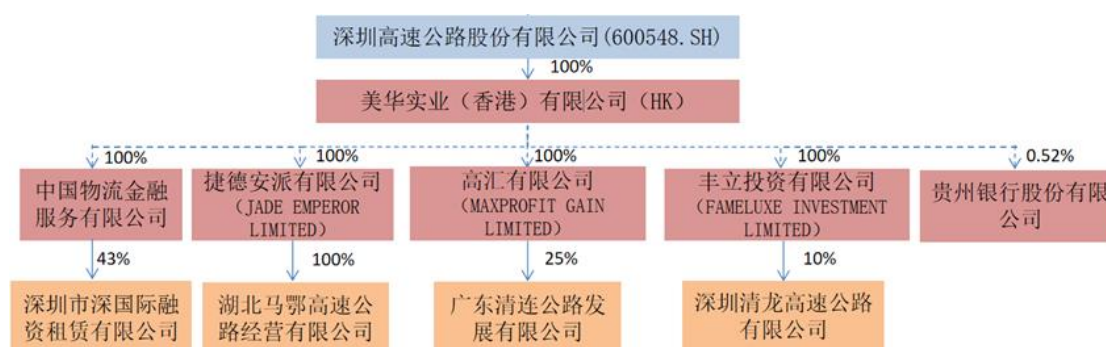 深圳高速公路股份有限公司(600548.SH)
100%
美华实业（香港）有限公司（HK）
100%
100%
100%
100%
0.52%
中国物流金融
服务有限公司
捷德安派有限公司
（JADE EMPEROR
LIMITED）
高汇有限公司
（MAXPROFIT GAIN
LIMITED）
丰立投资有限公司
（FAMELUXE INVESTMENT
LIMITED）
贵州银行股份有限
公司
43%
100%
25%
10%
深圳市深国际融
资租赁有限公司
湖北马鄂高速公
路经营有限公司
广东清连公路发
展有限公司
深圳清龙高速公路
有限公司